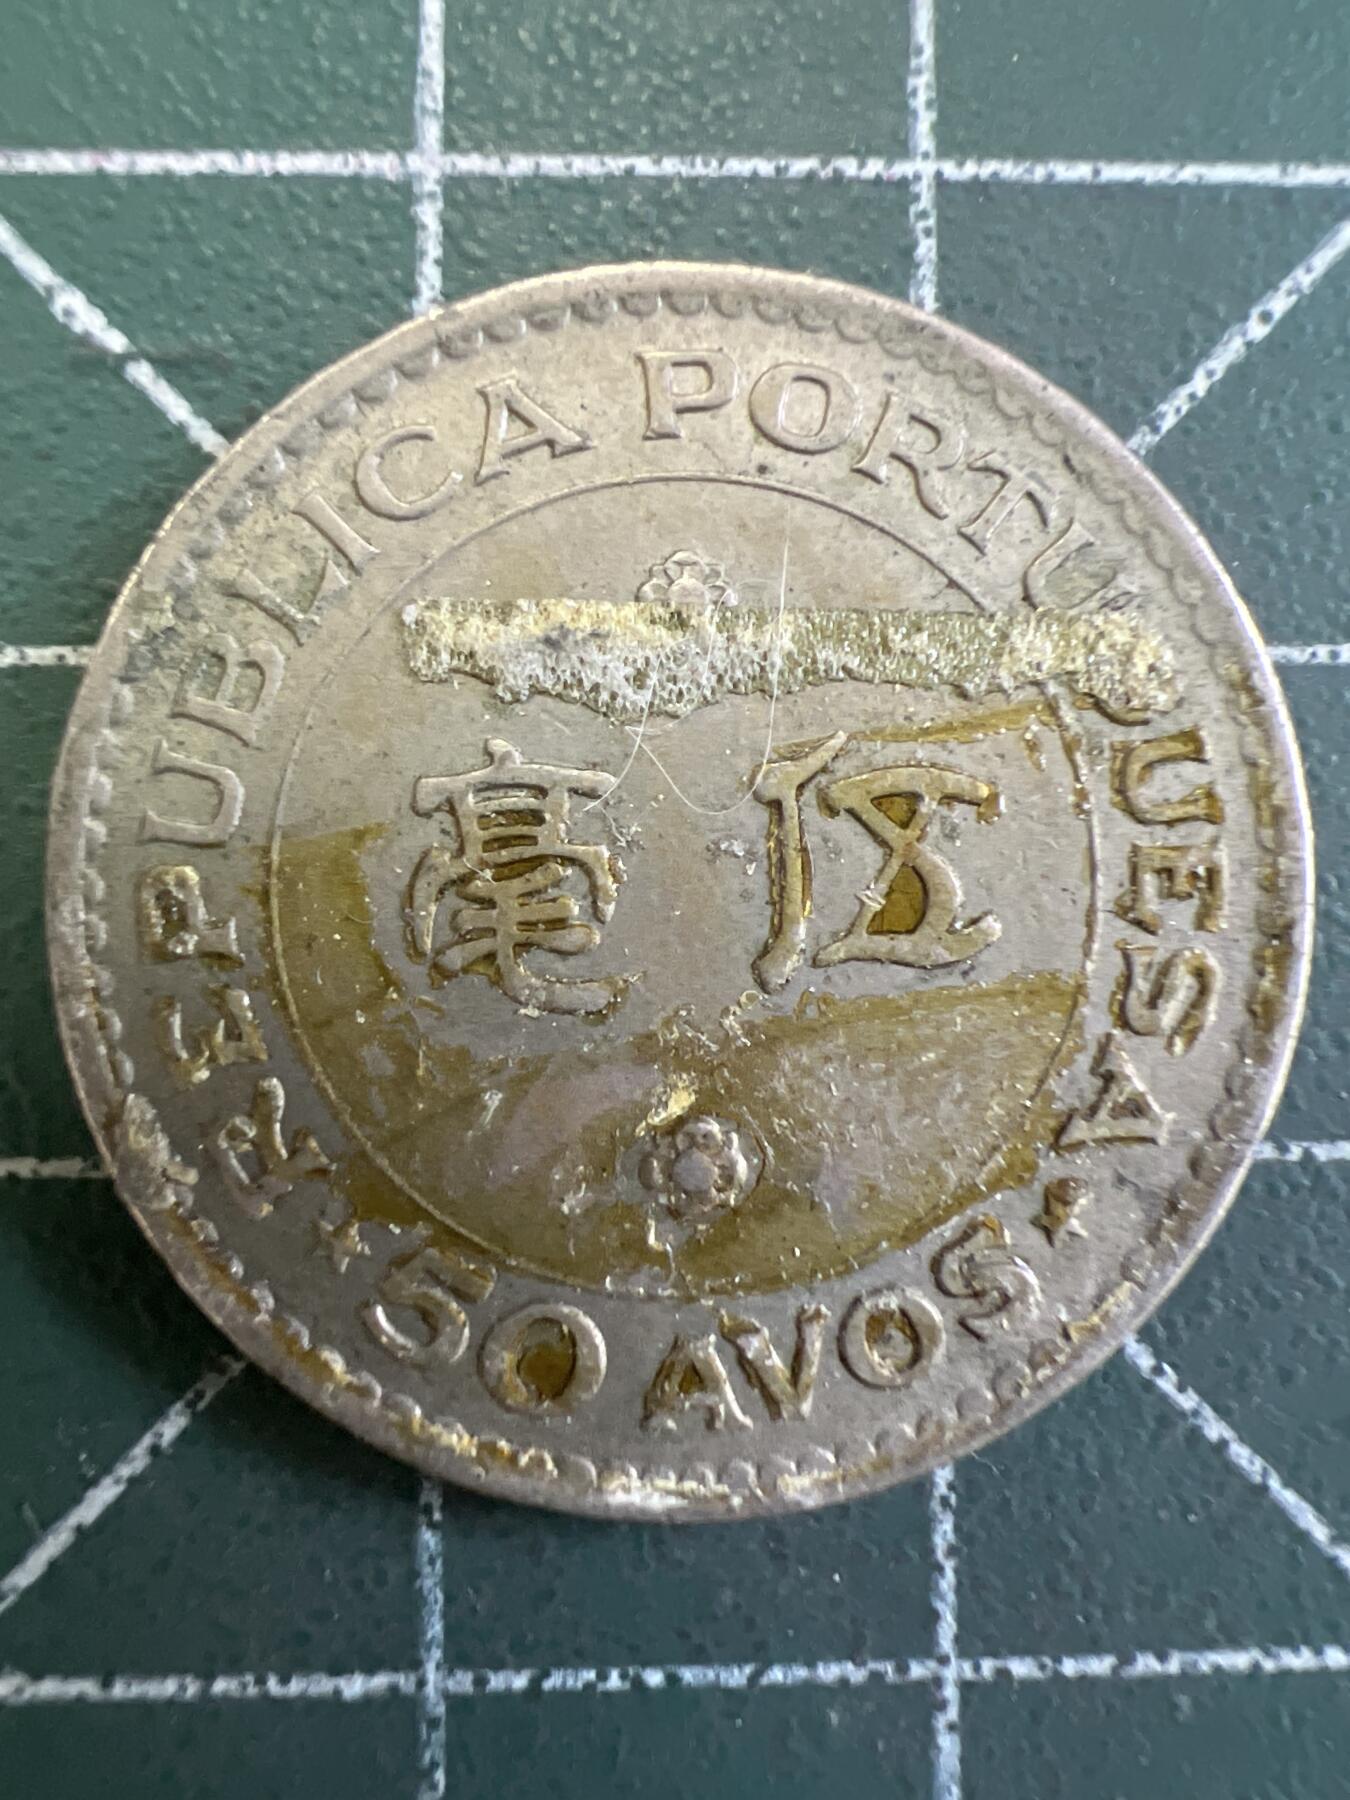 REPUBLICA PORTUGUESA
毫伍
★ 50 AVOS ★